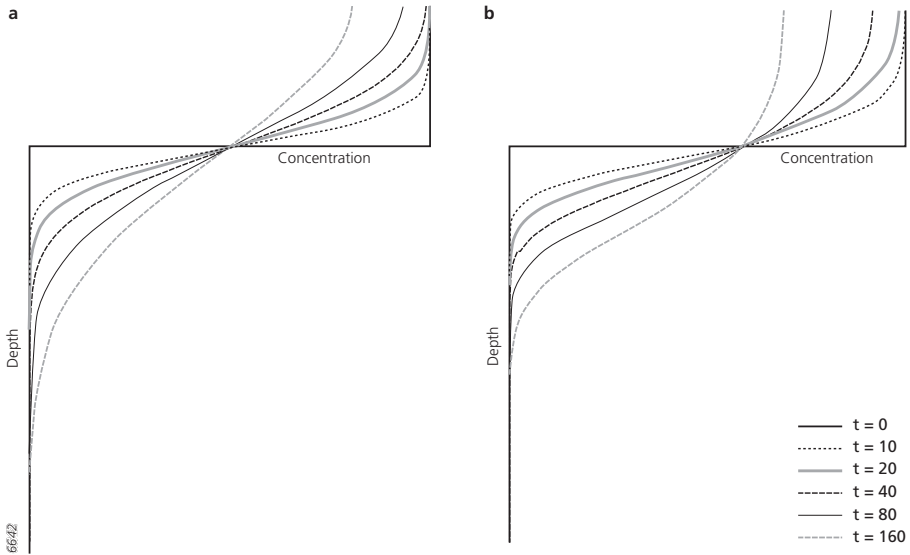 a
b
Concentration
Concentration
Depth
Depth
t = 0
t = 10
t = 20
t = 40
t = 80
t = 160
6642